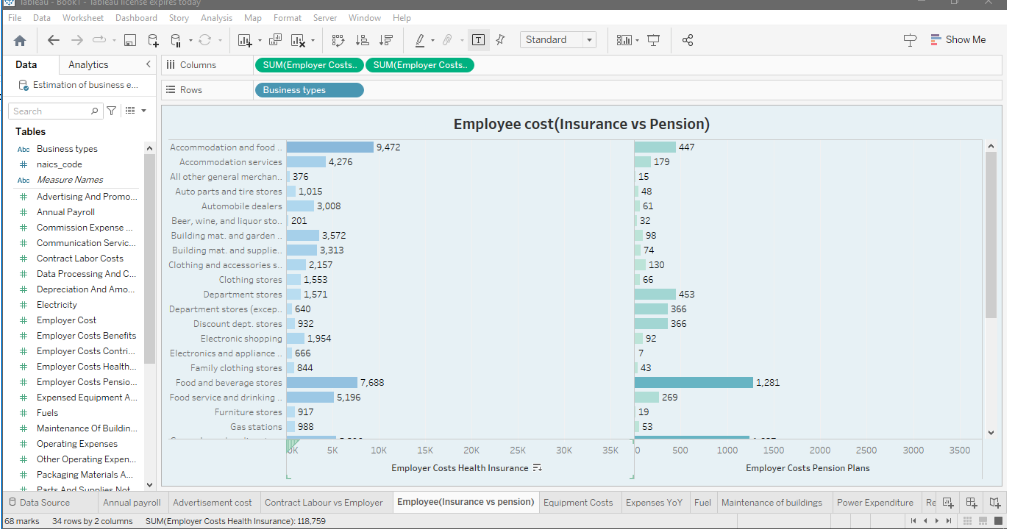 Tableau - Book1 - Tableau license expires today
File Data Worksheet Dashboard Story Analysis Map Format Server Window Help
Standard Show Me
Data Analytics
Columns SUM(Employer Costs.. SUM(Employer Costs..
Estimation of business e...
Rows Business types
Search
Tables
Abc Business types
# naics_code
Abc Measure Names
# Advertising And Promo...
# Annual Payroll
# Commission Expense ...
# Communication Servic...
# Contract Labor Costs
# Data Processing And C...
# Depreciation And Amo...
# Electricity
# Employer Cost
# Employer Costs Benefits
# Employer Costs Contri...
# Employer Costs Health...
# Employer Costs Pensio...
# Expensed Equipment A...
# Fuels
# Maintenance Of Buildin...
# Operating Expenses
# Other Operating Expen...
# Packaging Materials A...
# Parts And Supplies Not
Employee cost(Insurance vs Pension)
Accommodation and food .. 9,472 447
Accommodation services 4,276 179
All other general merchan.. 376 15
Auto parts and tire stores 1,015 48
Automobile dealers 3,008 61
Beer, wine, and liquor sto.. 201 32
Building mat. and garden .. 3,572 98
Building mat. and supplie.. 3,313 74
Clothing and accessories s.. 2,157 130
Clothing stores 1,553 66
Department stores 1,571 453
Department stores (excep.. 640 366
Discount dept. stores 932 366
Electronic shopping 1,954 92
Electronics and appliance .. 666 7
Family clothing stores 844 43
Food and beverage stores 7,688 1,281
Food service and drinking .. 5,196 269
Furniture stores 917 19
Gas stations 988 53
0K 5K 10K 15K 20K 25K 30K 35K 0 500 1000 1500 2000 2500 3000 3500
Employer Costs Health Insurance Employer Costs Pension Plans
Data Source Annual payroll Advertisement cost Contract Labour vs Employer Employee(Insurance vs pension) Equipment Costs Expenses YoY Fuel Maintenance of buildings Power Expenditure Re
68 marks 34 rows by 2 columns SUM(Employer Costs Health Insurance): 118,759